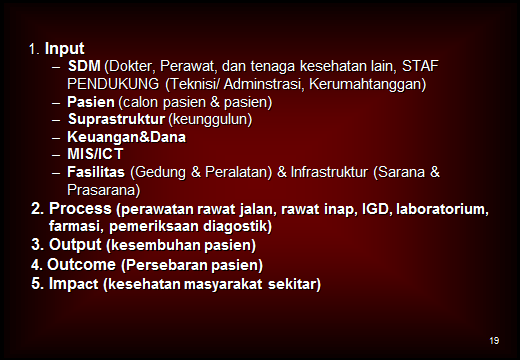 1. Input
– SDM (Dokter, Perawat, dan tenaga kesehatan lain, STAF
PENDUKUNG (Teknisi/ Adminstrasi, Kerumahtanggan)
– Pasien (calon pasien & pasien)
– Suprastruktur (keunggulun)
– Keuangan&Dana
– MIS/ICT
– Fasilitas (Gedung & Peralatan) & Infrastruktur (Sarana &
Prasarana)
2. Process (perawatan rawat jalan, rawat inap, IGD, laboratorium,
farmasi, pemeriksaan diagostik)
3. Output (kesembuhan pasien)
4. Outcome (Persebaran pasien)
5. Impact (kesehatan masyarakat sekitar)
19